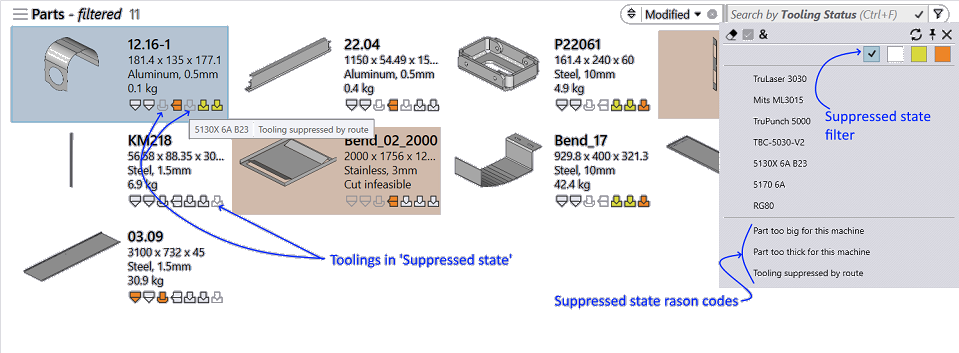 Parts - filtered 11
Modified
Search by Tooling Status (Ctrl+F)
&
12.16-1
181.4 x 135 x 177.1
Aluminum, 0.5mm
0.1 kg
22.04
1150 x 54.49 x 15...
Aluminum, 0.5mm
0.4 kg
P22061
161.4 x 240 x 60
Steel, 10mm
4.9 kg
5130X 6A B23 Tooling suppressed by route
KM218
56.58 x 88.35 x 30...
Steel, 1.5mm
6.9 kg
Bend_02_2000
2000 x 1756 x 12...
Stainless, 3mm
Cut infeasible
Bend_17
929.8 x 400 x 321.3
Steel, 10mm
42.4 kg
03.09
3100 x 732 x 45
Steel, 1.5mm
30.9 kg
TruLaser 3030
Mits ML3015
TruPunch 5000
TBC-5030-V2
5130X 6A B23
5170 6A
RG80
Part too big for this machine
Part too thick for this machine
Tooling suppressed by route
Suppressed state
filter
Toolings in 'Suppressed state'
Suppressed state rason codes